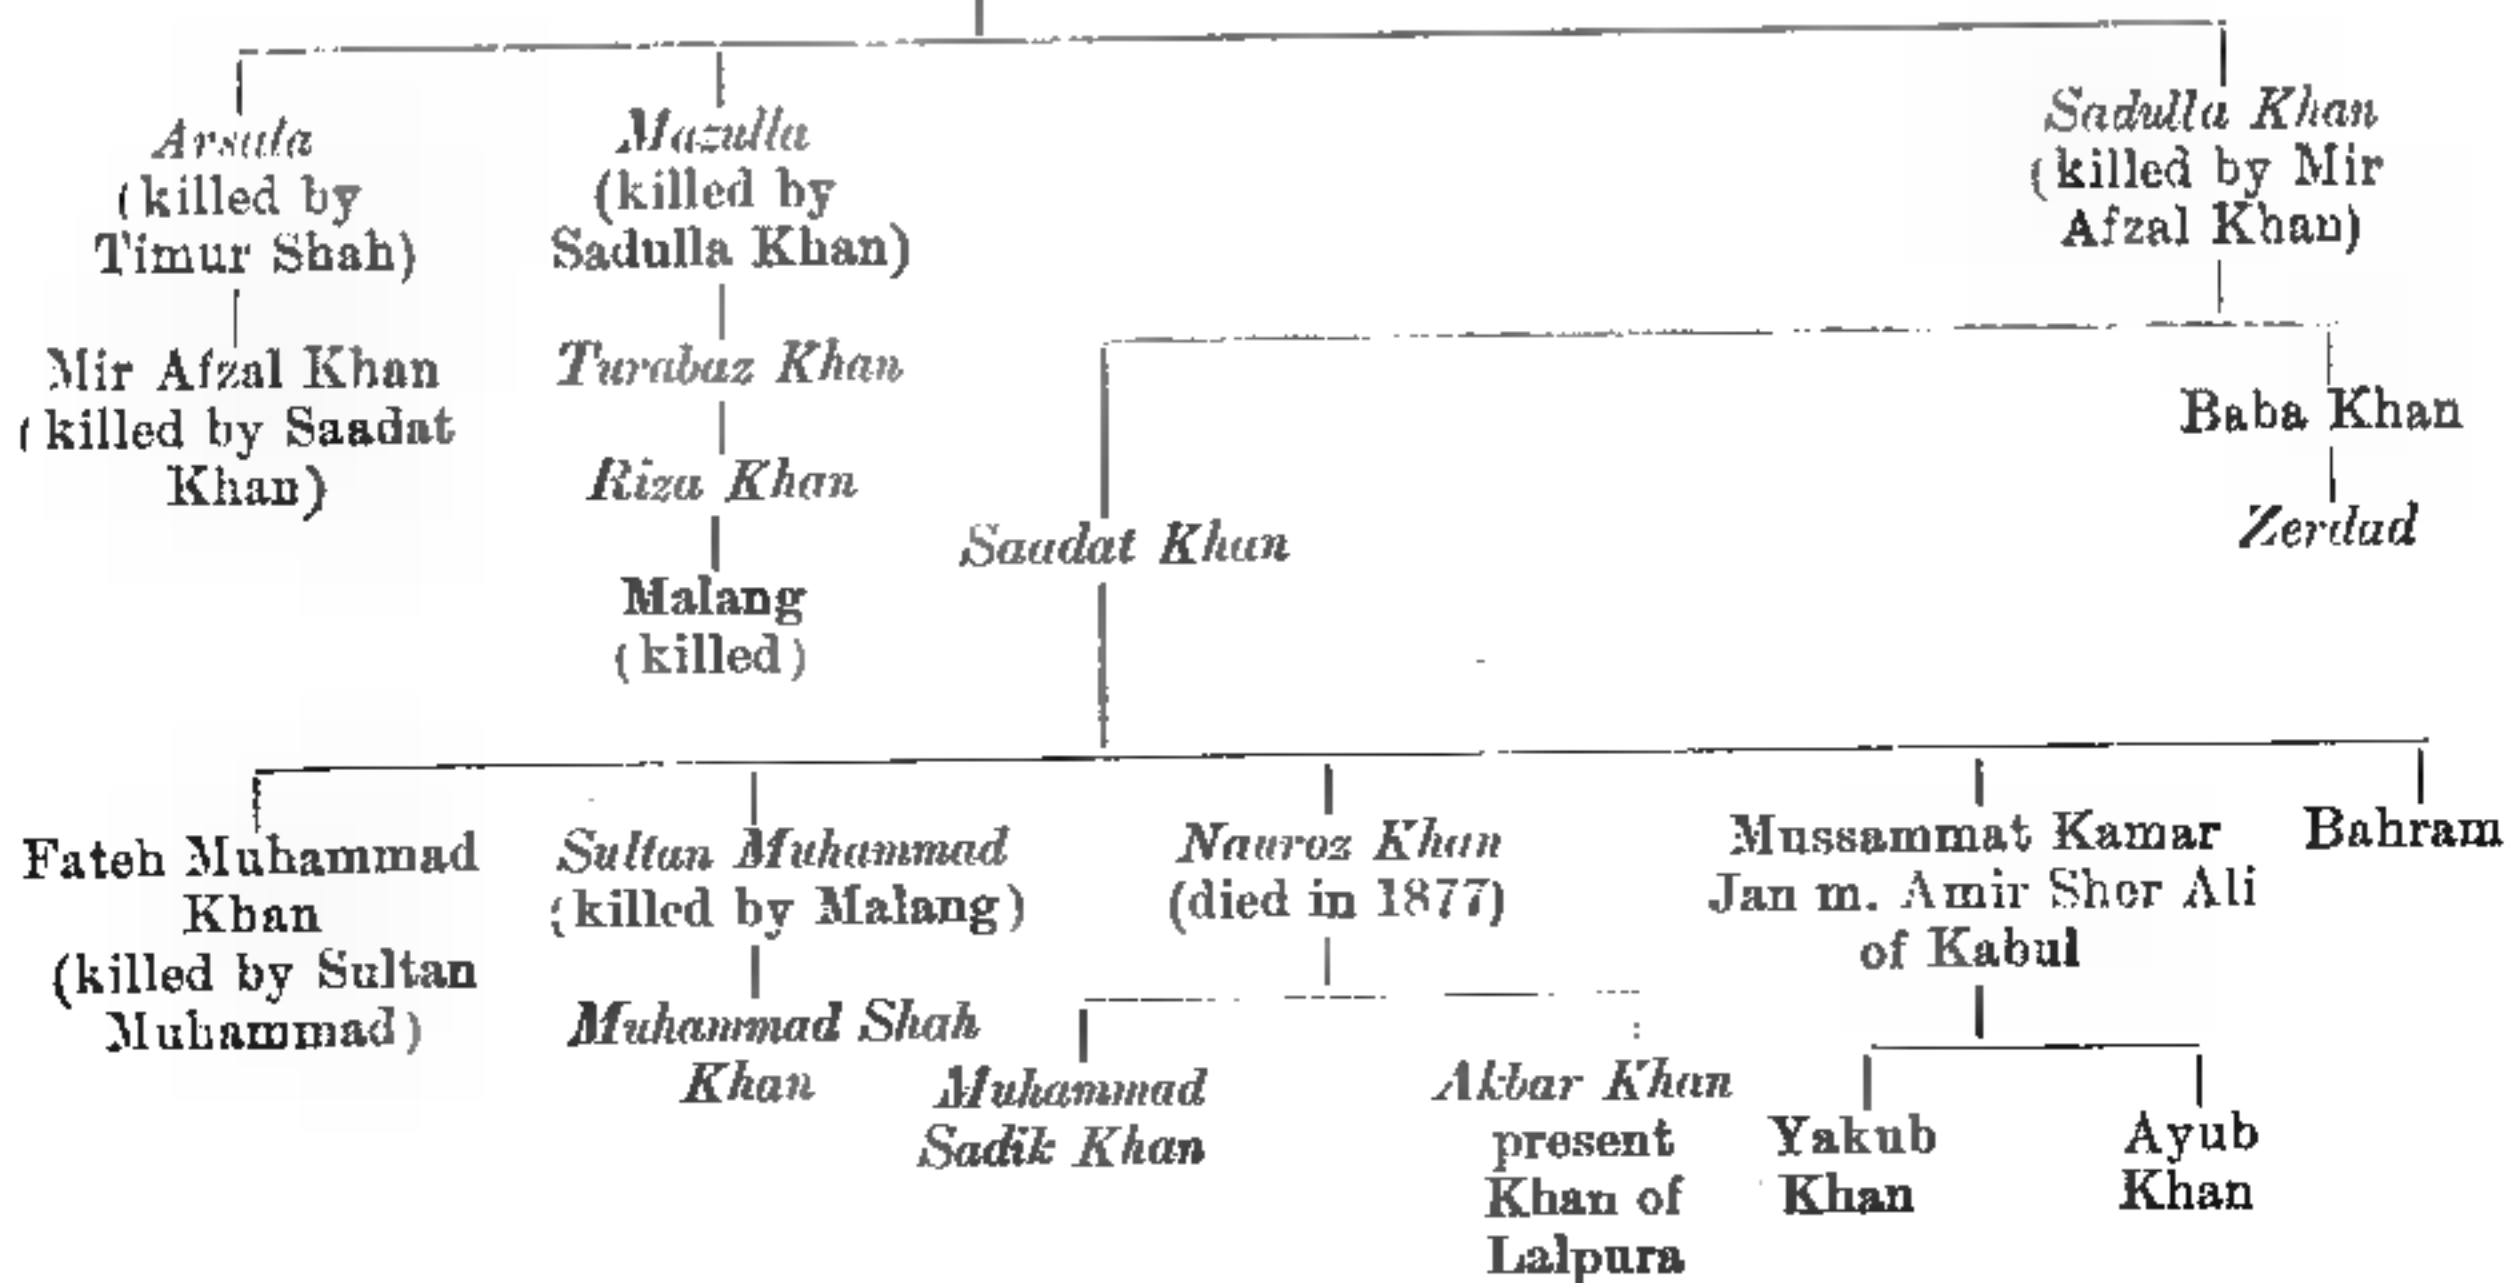 Arsala
(killed by
Timur Shah)
Mazulla
(killed by
Sadulla Khan)
Sadulla Khan
(killed by Mir
Afzal Khan)
Mir Afzal Khan
(killed by Saadat
Khan)
Turabaz Khan
Riza Khan
Malang
(killed)
Saadat Khan
Baba Khan
Zerdad
Fateh Muhammad
Khan
(killed by Sultan
Muhammad)
Sultan Muhammad
(killed by Malang)
Muhammad Shah
Khan
Nauroz Khan
(died in 1877)
Muhammad
Sadik Khan
Akbar Khan
present
Khan of
Lalpura
Mussammat Kamar
Jan m. Amir Sher Ali
of Kabul
Yakub
Khan
Ayub
Khan
Bahram